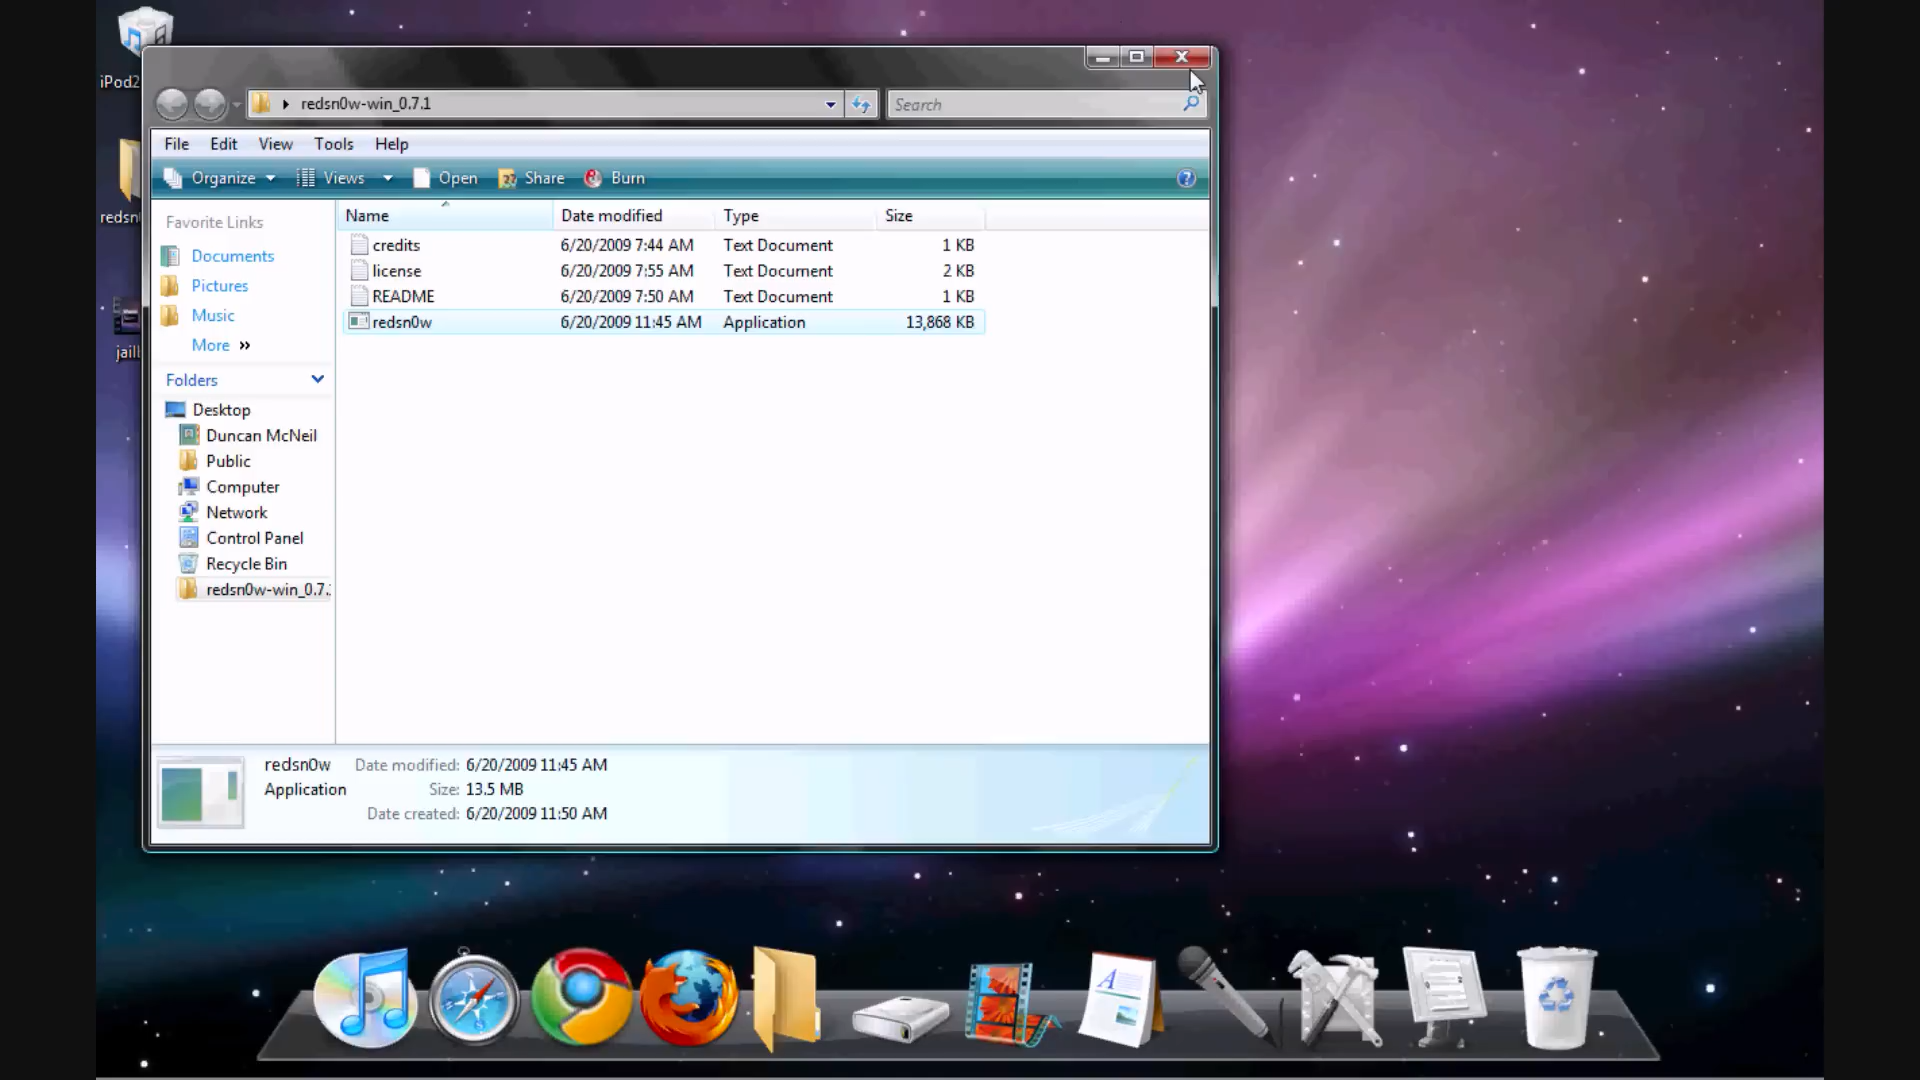 iPod2
redsn0w-win_0.7.1
Search
File Edit View Tools Help
Organize Views Open Share Burn
Favorite Links
Documents
Pictures
Music
More »
Folders
Desktop
Duncan McNeil
Public
Computer
Network
Control Panel
Recycle Bin
redsn0w-win_0.7.
Name Date modified Type Size
credits 6/20/2009 7:44 AM Text Document 1 KB
license 6/20/2009 7:55 AM Text Document 2 KB
README 6/20/2009 7:50 AM Text Document 1 KB
redsn0w 6/20/2009 11:45 AM Application 13,868 KB
redsn
jaill
redsn0w Date modified: 6/20/2009 11:45 AM
Application Size: 13.5 MB
Date created: 6/20/2009 11:50 AM